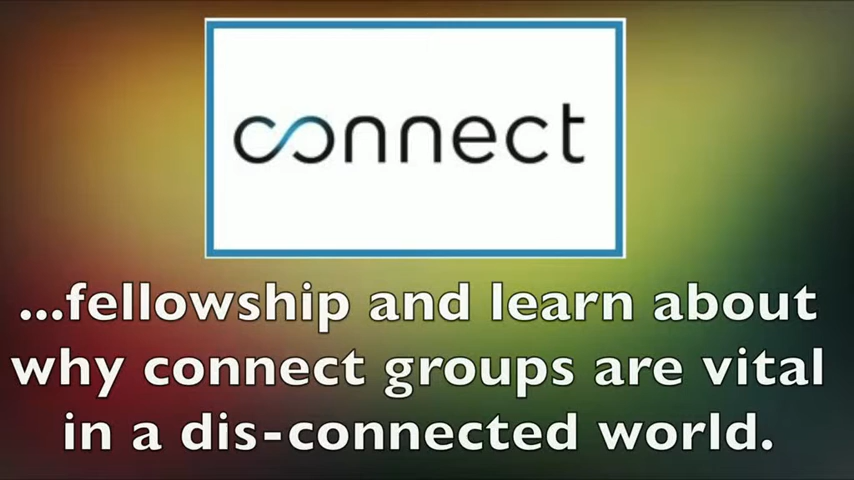 connect
...fellowship and learn about
why connect groups are vital
in a dis-connected world.